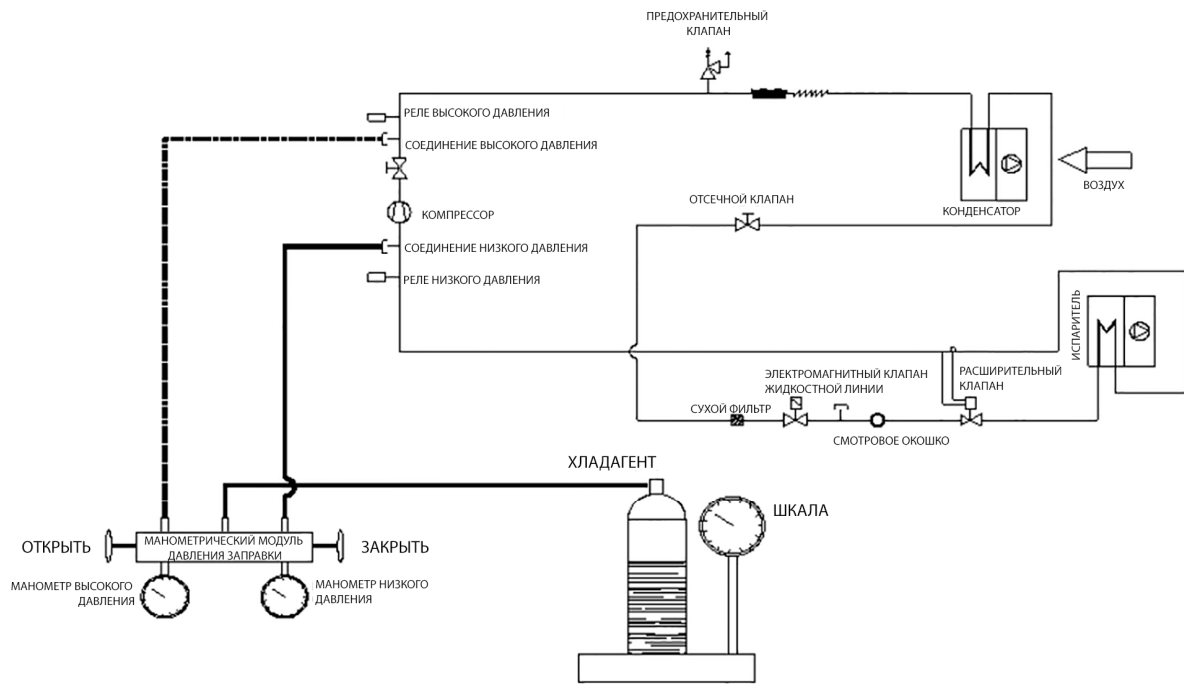 ПРЕДОХРАНИТЕЛЬНЫЙ
КЛАПАН
РЕЛЕ ВЫСОКОГО ДАВЛЕНИЯ
СОЕДИНЕНИЕ ВЫСОКОГО ДАВЛЕНИЯ
ВОЗДУХ
ОТСЕЧНОЙ КЛАПАН
КОНДЕНСАТОР
КОМПРЕССОР
СОЕДИНЕНИЕ НИЗКОГО ДАВЛЕНИЯ
РЕЛЕ НИЗКОГО ДАВЛЕНИЯ
ИСПАРИТЕЛЬ
ЭЛЕКТРОМАГНИТНЫЙ КЛАПАН
ЖИДКОСТНОЙ ЛИНИИ
РАСШИРИТЕЛЬНЫЙ
КЛАПАН
СУХОЙ ФИЛЬТР
СМОТРОВОЕ ОКОШКО
ХЛАДАГЕНТ
ШКАЛА
ОТКРЫТЬ
МАНОМЕТРИЧЕСКИЙ МОДУЛЬ
ДАВЛЕНИЯ ЗАПРАВКИ
ЗАКРЫТЬ
МАНОМЕТР ВЫСОКОГО
ДАВЛЕНИЯ
МАНОМЕТР НИЗКОГО
ДАВЛЕНИЯ